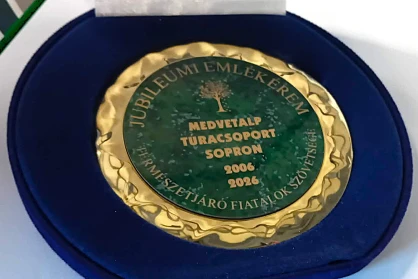 JUBILEUMI EMLÉKÉREM
MEDVETALP
TÚRACSOPORT
SOPRON
2006
2026
TERMÉSZETJÁRÓ FIATALOK SZÖVETSÉGE